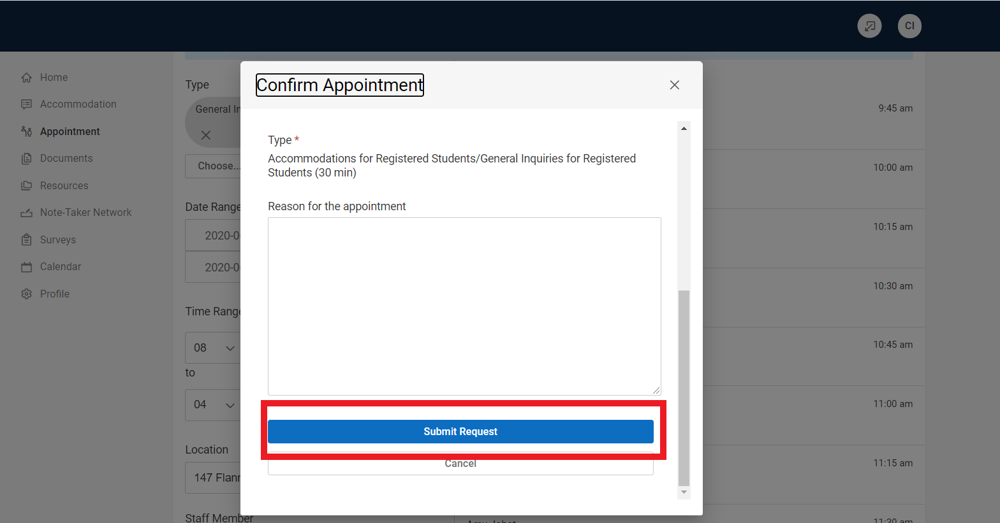 CI
Home
Accommodation
Appointment
Documents
Resources
Note-Taker Network
Surveys
Calendar
Profile
Type
General In
Choose...
Date Range
2020-0
2020-0
Time Range
08
to
04
Location
147 Flann
Staff Member
Confirm Appointment
Type *
Accommodations for Registered Students/General Inquiries for Registered
Students (30 min)
Reason for the appointment
Submit Request
Cancel
9:45 am
10:00 am
10:15 am
10:30 am
10:45 am
11:00 am
11:15 am
11:30 am